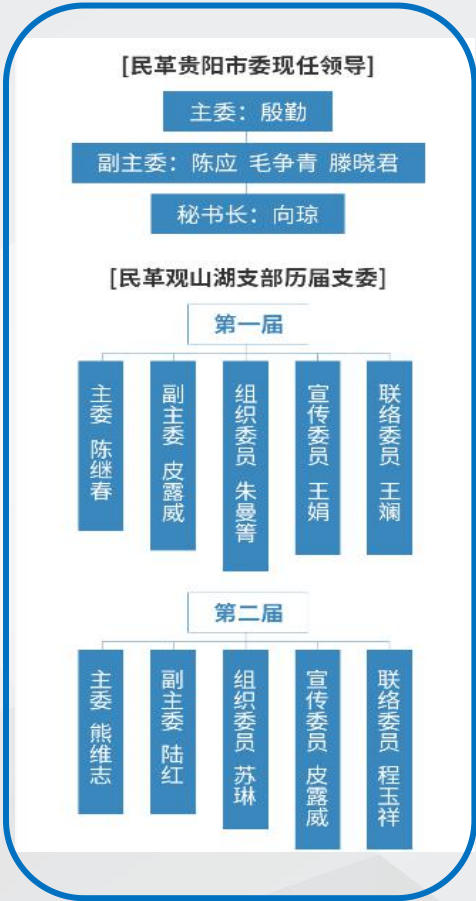 [民革贵阳市委现任领导]
主委：殷勤
副主委：陈应 毛争青 滕晓君
秘书长：向琼
[民革观山湖支部历届支委]
第一届
主委 陈继春
副主委 皮露威
组织委员 朱曼箐
宣传委员 王娟
联络委员 王斓
第二届
主委 熊维志
副主委 陆红
组织委员 苏琳
宣传委员 皮露威
联络委员 程玉祥